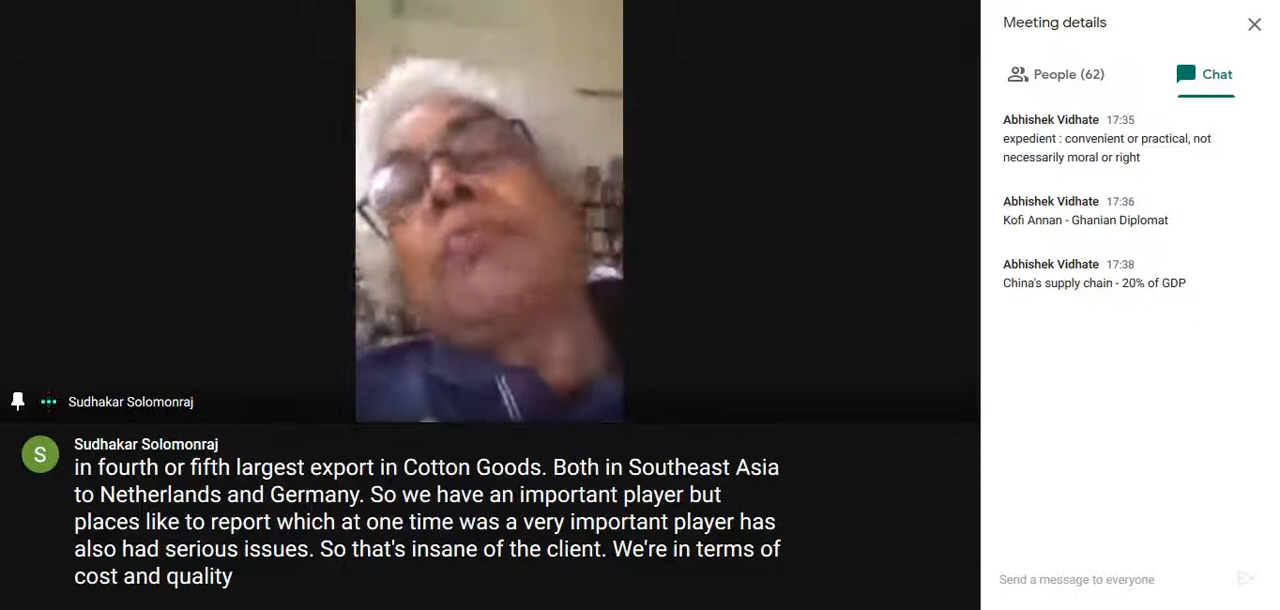 Meeting details
People (62)
Chat
Abhishek Vidhate 17:35
expedient : convenient or practical, not
necessarily moral or right
Abhishek Vidhate 17:36
Kofi Annan - Ghanian Diplomat
Abhishek Vidhate 17:38
China's supply chain - 20% of GDP
Sudhakar Solomonraj
S
Sudhakar Solomonraj
in fourth or fifth largest export in Cotton Goods. Both in Southeast Asia
to Netherlands and Germany. So we have an important player but
places like to report which at one time was a very important player has
also had serious issues. So that's insane of the client. We're in terms of
cost and quality
Send a message to everyone